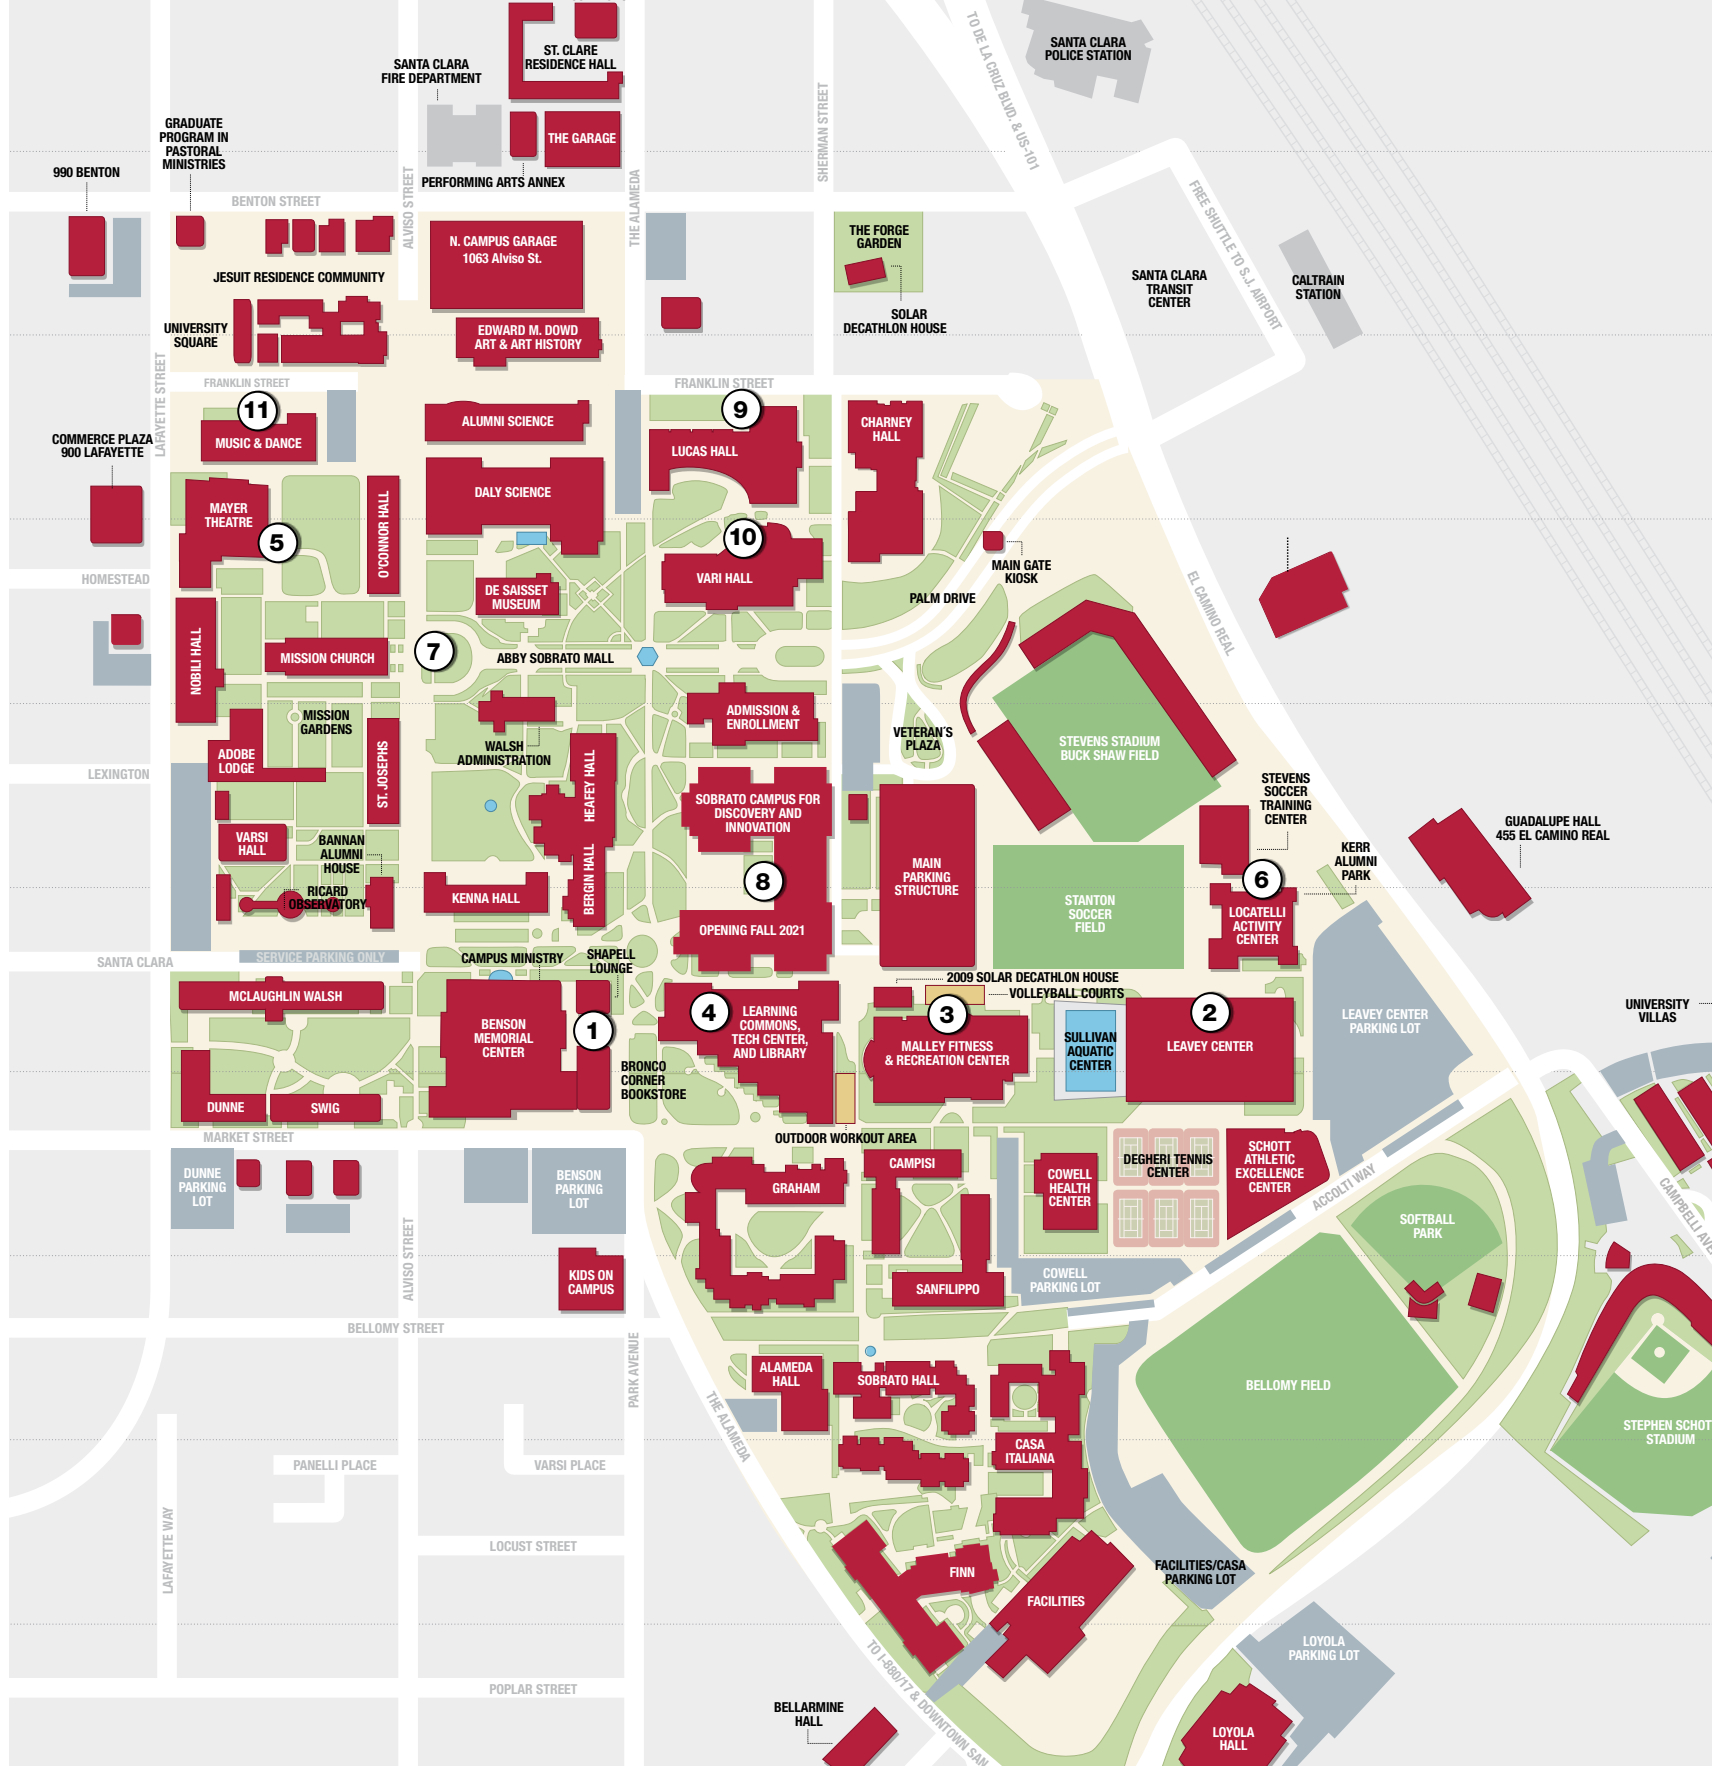 SANTA CLARA
POLICE STATION
TO DE LA CRUZ BLVD. & US-101
ST. CLARE
RESIDENCE HALL
SANTA CLARA
FIRE DEPARTMENT
THE GARAGE
PERFORMING ARTS ANNEX
SHERMAN STREET
GRADUATE
PROGRAM IN
PASTORAL
MINISTRIES
990 BENTON
BENTON STREET
ALVISO STREET
THE ALAMEDA
FREE SHUTTLE TO S.J. AIRPORT
N. CAMPUS GARAGE
1063 Alviso St.
THE FORGE
GARDEN
SANTA CLARA
TRANSIT
CENTER
CALTRAIN
STATION
JESUIT RESIDENCE COMMUNITY
UNIVERSITY
SQUARE
SOLAR
DECATHLON HOUSE
EDWARD M. DOWD
ART & ART HISTORY
FRANKLIN STREET
FRANKLIN STREET
LAFAYETTE STREET
11
MUSIC & DANCE
ALUMNI SCIENCE
9
LUCAS HALL
CHARNEY
HALL
COMMERCE PLAZA
900 LAFAYETTE
MAYER
THEATRE
5
O'CONNOR HALL
DALY SCIENCE
10
VARI HALL
MAIN GATE
KIOSK
HOMESTEAD
DE SAISSET
MUSEUM
PALM DRIVE
EL CAMINO REAL
NOBILI HALL
MISSION CHURCH
7
ABBY SOBRATO MALL
MISSION
GARDENS
ADMISSION &
ENROLLMENT
VETERAN'S
PLAZA
STEVENS STADIUM
BUCK SHAW FIELD
WALSH
ADMINISTRATION
ADOBE
LODGE
ST. JOSEPHS
HEAFEY HALL
LEXINGTON
SOBRATO CAMPUS FOR
DISCOVERY AND
INNOVATION
STEVENS
SOCCER
TRAINING
CENTER
GUADALUPE HALL
455 EL CAMINO REAL
VARSI
HALL
BANNAN
ALUMNI
HOUSE
KERR
ALUMNI
PARK
MAIN
PARKING
STRUCTURE
8
6
RICARD
OBSERVATORY
KENNA HALL
BERGIN HALL
STANTON
SOCCER
FIELD
LOCATELLI
ACTIVITY
CENTER
OPENING FALL 2021
SANTA CLARA
SERVICE PARKING ONLY
CAMPUS MINISTRY
SHAPELL
LOUNGE
2009 SOLAR DECATHLON HOUSE
VOLLEYBALL COURTS
MCLAUGHLIN WALSH
BENSON
MEMORIAL
CENTER
1
4
LEARNING
COMMONS,
TECH CENTER,
AND LIBRARY
3
MALLEY FITNESS
& RECREATION CENTER
SULLIVAN
AQUATIC
CENTER
2
LEAVEY CENTER
LEAVEY CENTER
PARKING LOT
UNIVERSITY
VILLAS
BRONCO
CORNER
BOOKSTORE
DUNNE
SWIG
MARKET STREET
OUTDOOR WORKOUT AREA
DUNNE
PARKING
LOT
BENSON
PARKING
LOT
GRAHAM
CAMPISI
COWELL
HEALTH
CENTER
DEGHERI TENNIS
CENTER
SCHOTT
ATHLETIC
EXCELLENCE
CENTER
ACCOLTI WAY
CAMPBELL AVE
SOFTBALL
PARK
ALVISO STREET
KIDS ON
CAMPUS
SANFILIPPO
COWELL
PARKING LOT
BELLOMY STREET
PARK AVENUE
ALAMEDA
HALL
SOBRATO HALL
BELLOMY FIELD
THE ALAMEDA
CASA
ITALIANA
STEPHEN SCHOT
STADIUM
PANELLI PLACE
VARSI PLACE
LAFAYETTE WAY
LOCUST STREET
FINN
FACILITIES
FACILITIES/CASA
PARKING LOT
LOYOLA
PARKING LOT
TO I-880/17 & DOWNTOWN SAN
POPLAR STREET
BELLARMINE
HALL
LOYOLA
HALL